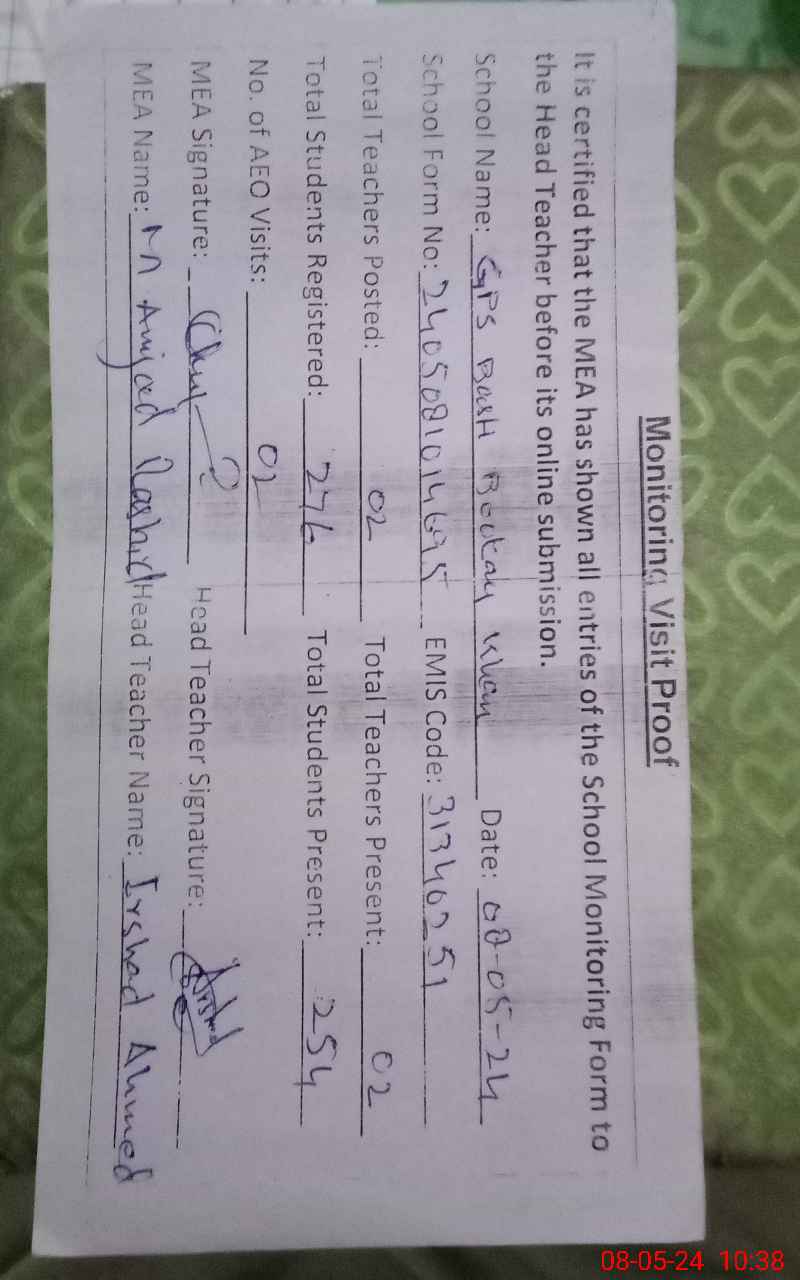 Monitoring Visit Proof
It is certified that the MEA has shown all entries of the School Monitoring Form to
the Head Teacher before its online submission.
School Name: GPS Basti Khan Date: 08-05-24
School Form No: EMIS Code: 31340251
Total Teachers Posted: 02 Total Teachers Present: 02
Total Students Registered: 276 Total Students Present: 254
No. of AEO Visits: 02
MEA Signature: Head Teacher Signature:
MEA Name: M Amjad Rashid Head Teacher Name: Irshad Ahmed
08-05-24 10:38